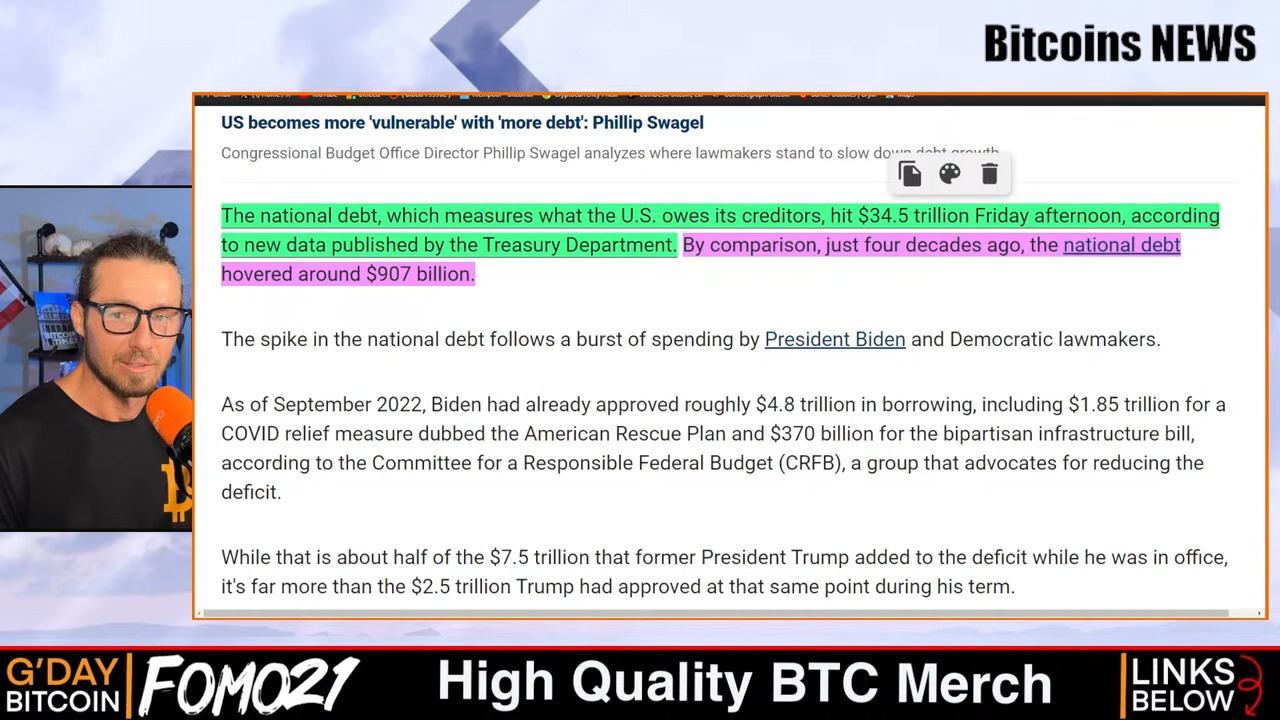 Bitcoins NEWS
US becomes more 'vulnerable' with 'more debt': Phillip Swagel
Congressional Budget Office Director Phillip Swagel analyzes where lawmakers stand to slow down debt growth
The national debt, which measures what the U.S. owes its creditors, hit $34.5 trillion Friday afternoon, according
to new data published by the Treasury Department. By comparison, just four decades ago, the national debt
hovered around $907 billion.
The spike in the national debt follows a burst of spending by President Biden and Democratic lawmakers.
As of September 2022, Biden had already approved roughly $4.8 trillion in borrowing, including $1.85 trillion for a
COVID relief measure dubbed the American Rescue Plan and $370 billion for the bipartisan infrastructure bill,
according to the Committee for a Responsible Federal Budget (CRFB), a group that advocates for reducing the
deficit.
While that is about half of the $7.5 trillion that former President Trump added to the deficit while he was in office,
it's far more than the $2.5 trillion Trump had approved at that same point during his term.
G'DAY
BITCOIN
FOMO21
High Quality BTC Merch
LINKS
BELOW